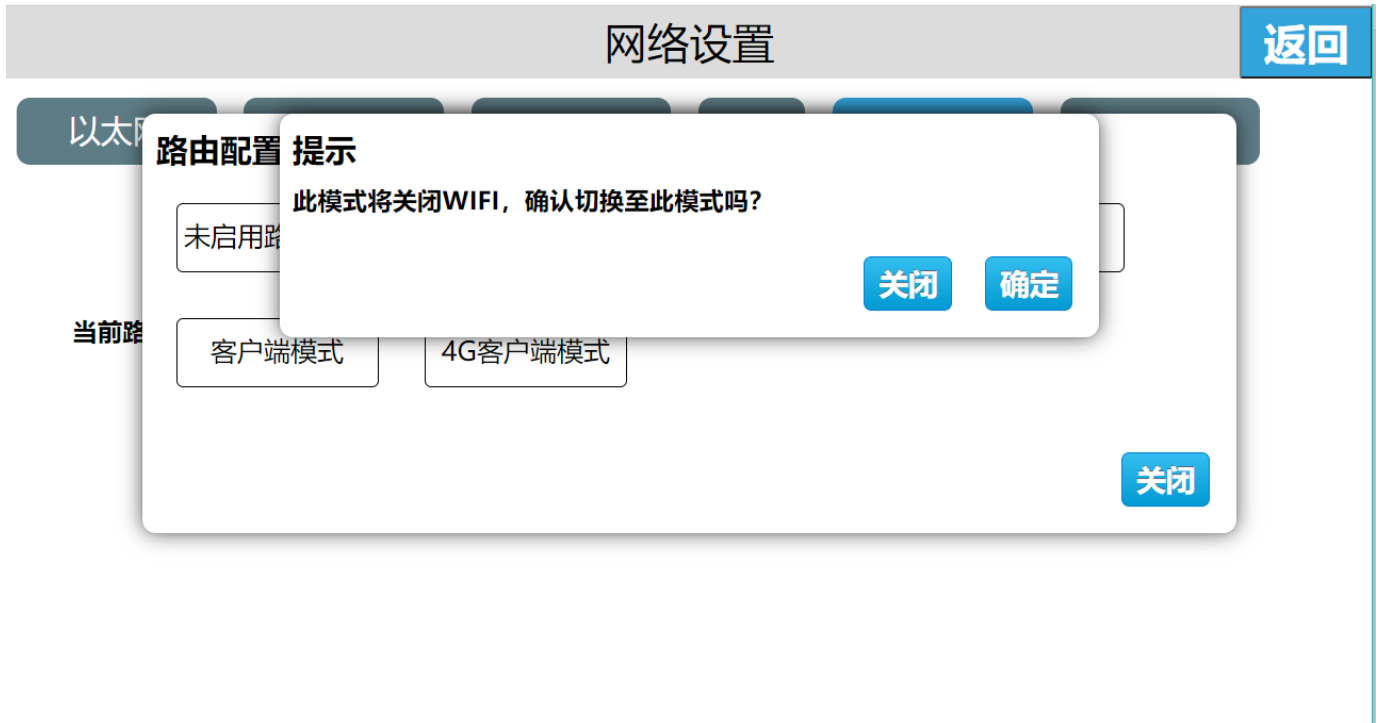 网络设置
返回
以太
路由配置
提示
此模式将关闭WIFI，确认切换至此模式吗？
未启用
关闭
确定
当前路
客户端模式
4G客户端模式
关闭